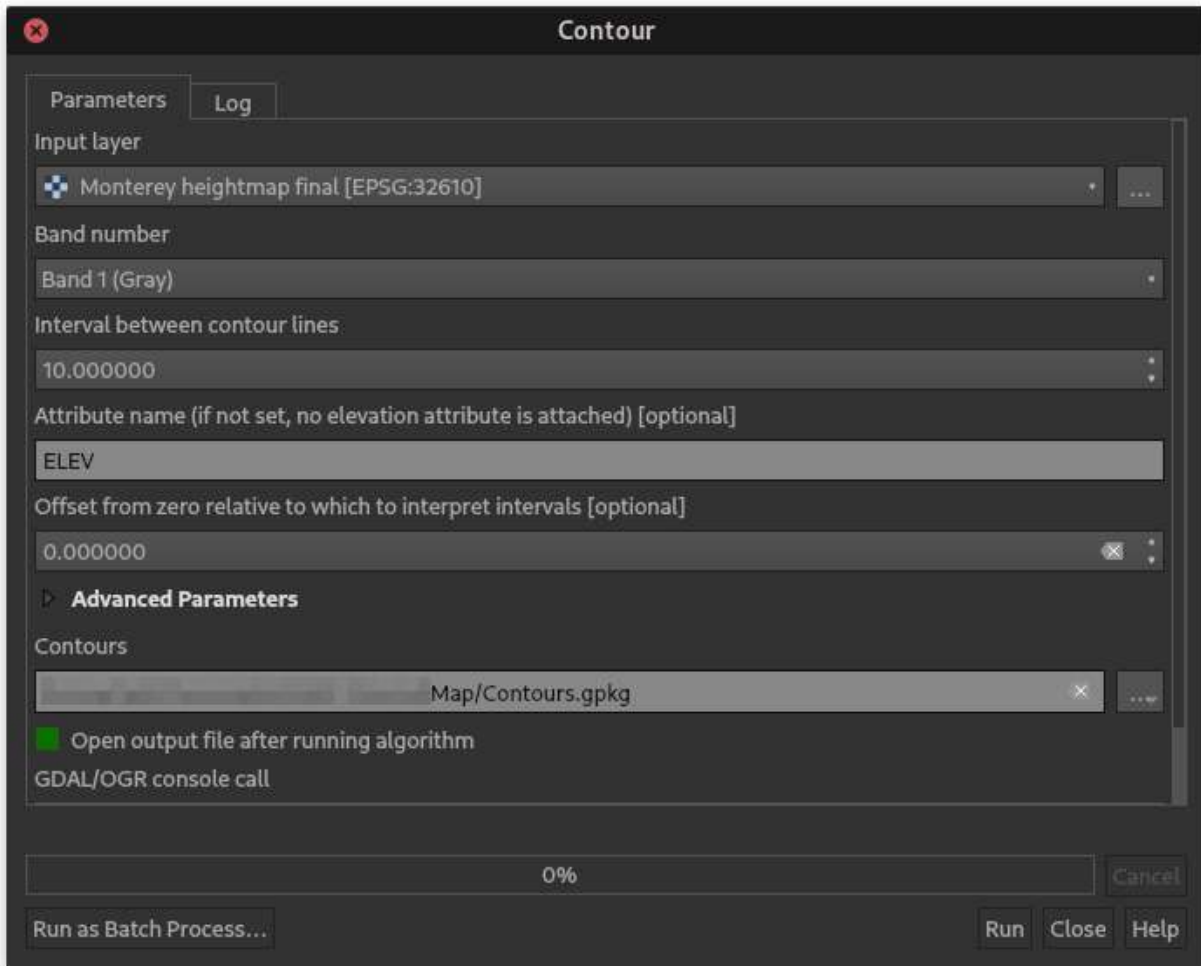 Contour
Parameters
Log
Input layer
Monterey heightmap final [EPSG:32610]
...
Band number
Band 1 (Gray)
Interval between contour lines
10.000000
Attribute name (if not set, no elevation attribute is attached) [optional]
ELEV
Offset from zero relative to which to interpret intervals [optional]
0.000000
Advanced Parameters
Contours
Map/Contours.gpkg
...
Open output file after running algorithm
GDAL/OGR console call
0%
Cancel
Run as Batch Process...
Run
Close
Help